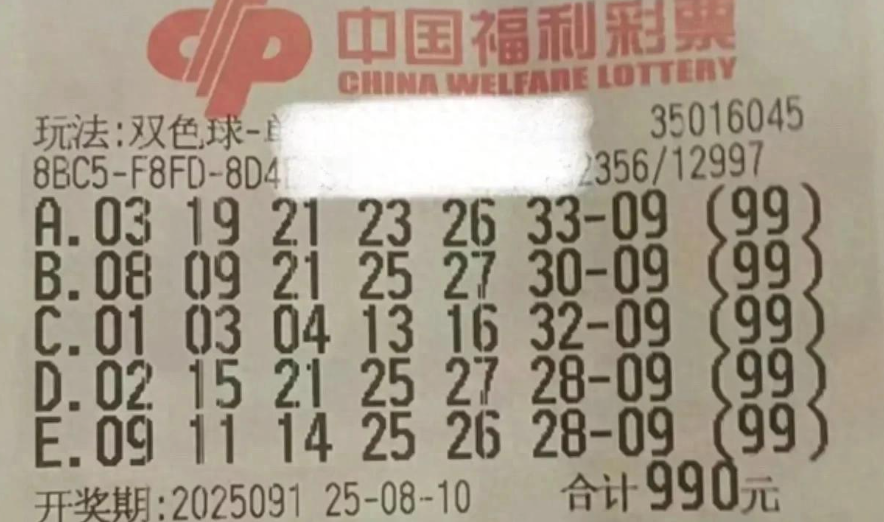 中国福利彩票
CHINA WELFARE LOTTERY
玩法:双色球-单 35016045
8BC5-F8FD-8D4 2356/12997
A.03 19 21 23 26 33-09 (99)
B.08 09 21 25 27 30-09 (99)
C.01 03 04 13 16 32-09 (99)
D.02 15 21 25 27 28-09 (99)
E.09 11 14 25 26 28-09 (99)
开奖期:2025091 25-08-10 合计990元